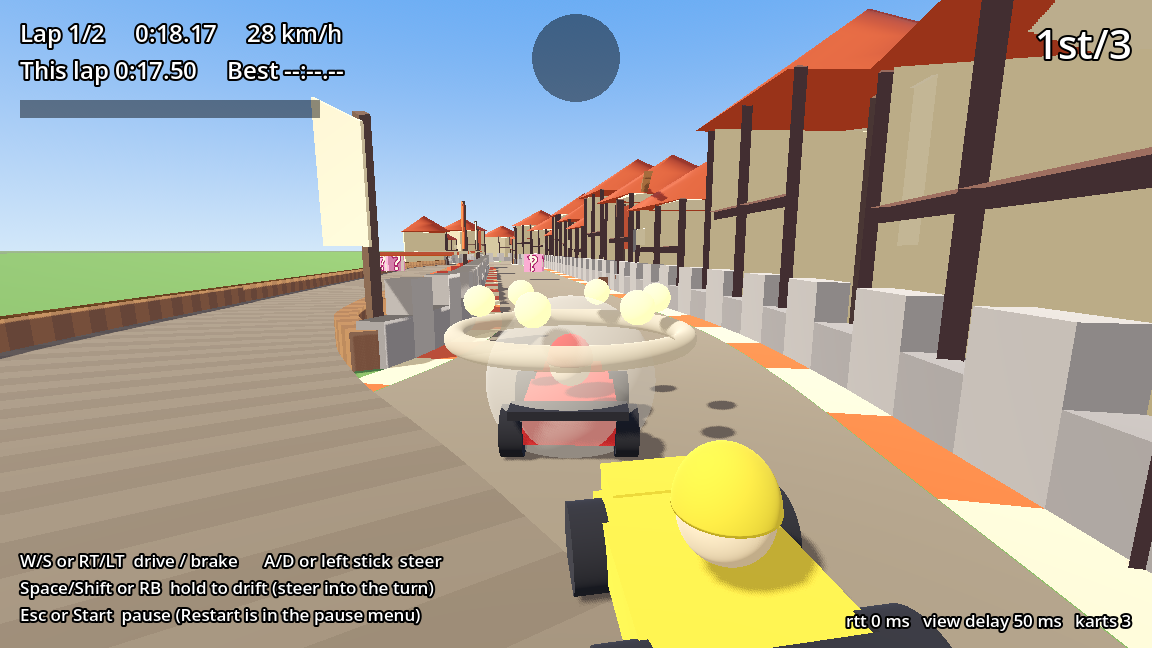 Lap 1/2 0:18.17 28 km/h
This lap 0:17.50 Best --:--.--
1st/3
? ?
?
W/S or RT/LT drive / brake A/D or left stick steer
Space/Shift or RB hold to drift (steer into the turn)
Esc or Start pause (Restart is in the pause menu)
rtt 0 ms view delay 50 ms karts 3